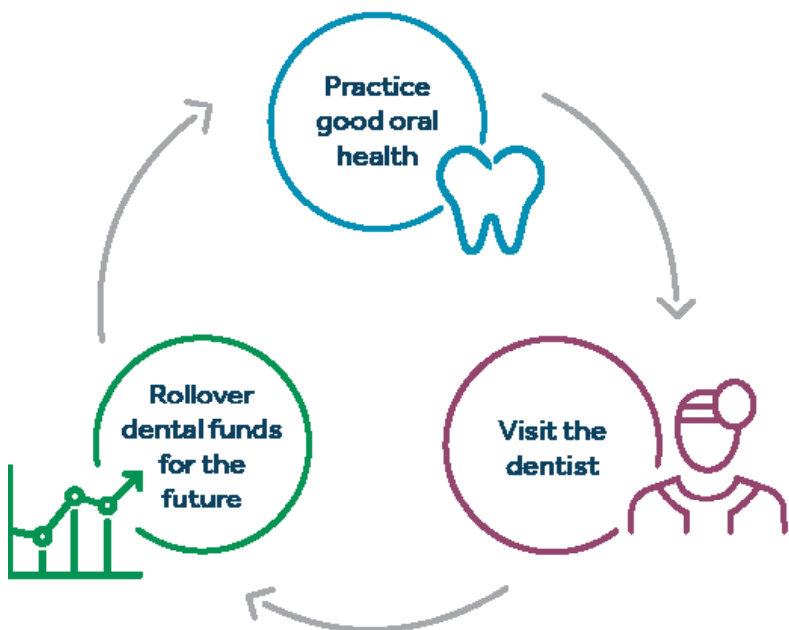 Practice
good oral
health
Visit the
dentist
Rollover
dental funds
for the
future